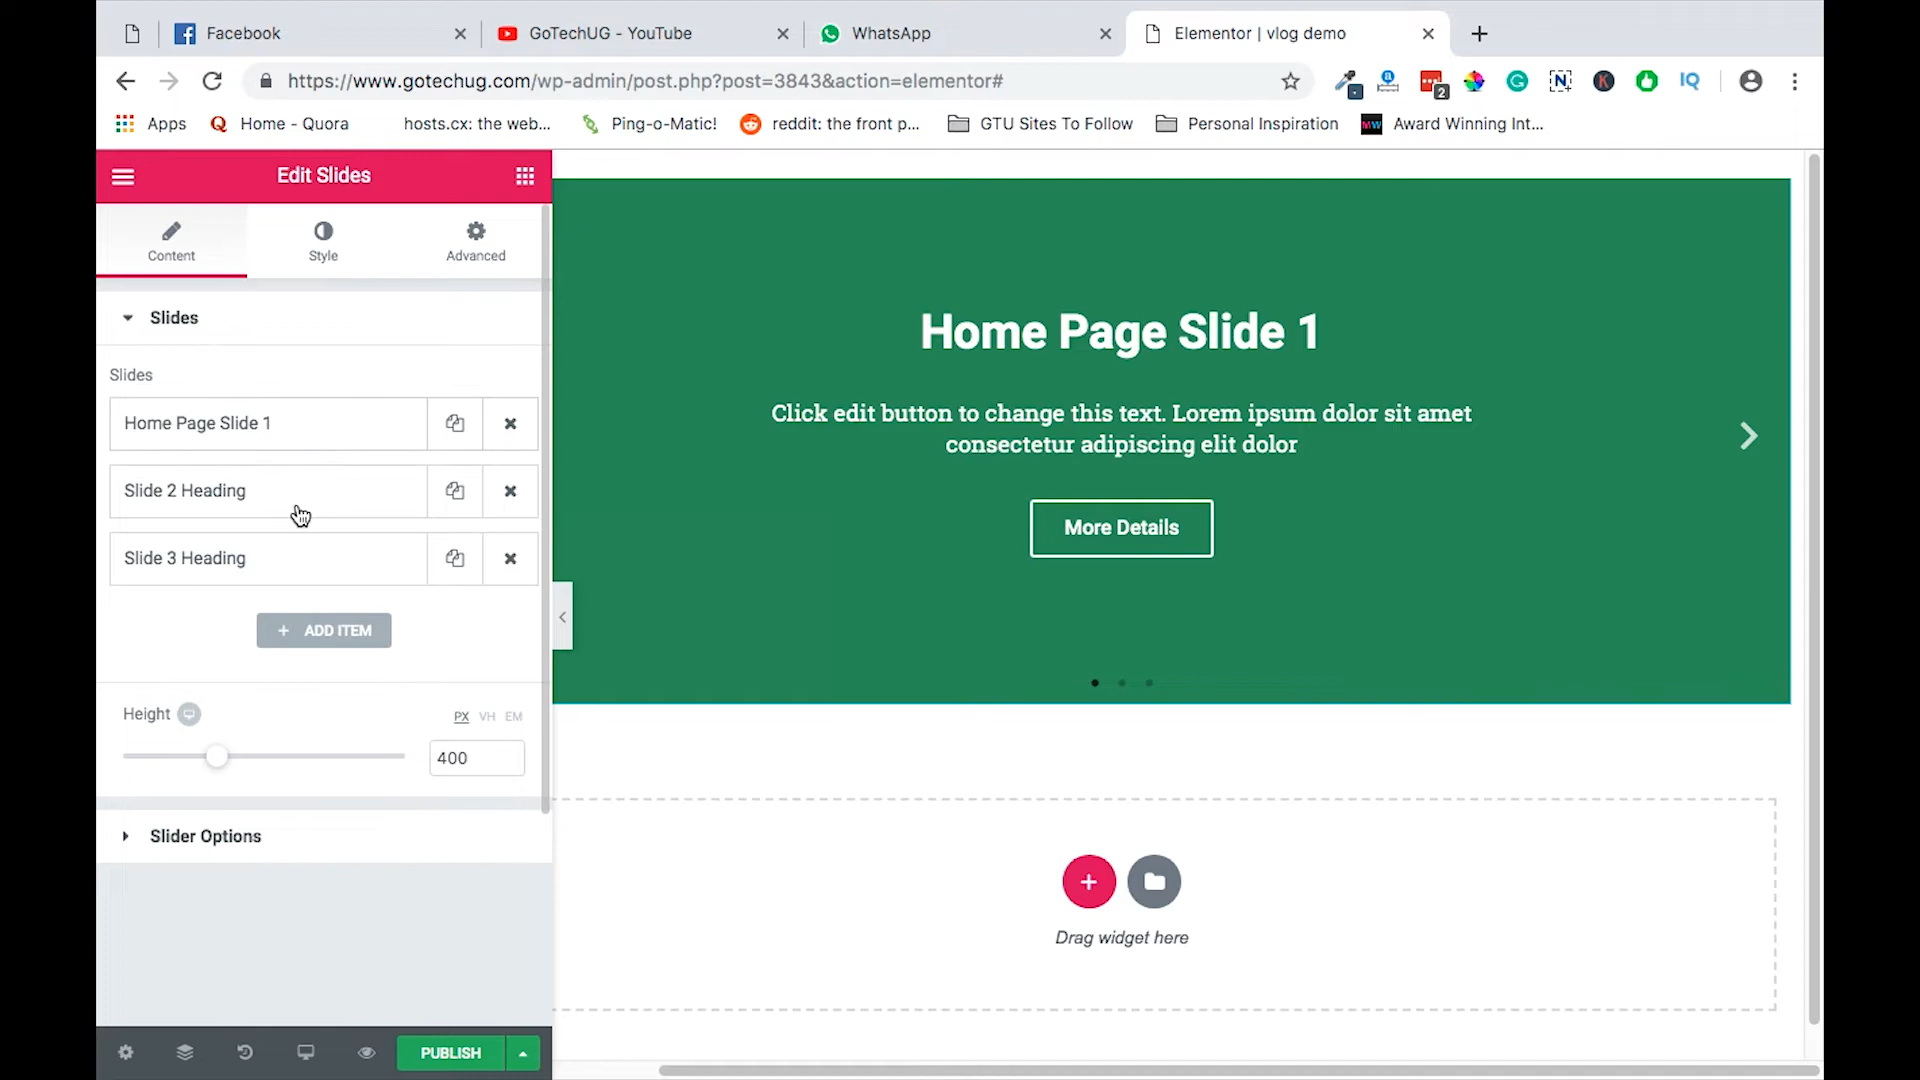 Facebook
GoTechUG - YouTube
WhatsApp
Elementor | vlog demo
https://www.gotechug.com/wp-admin/post.php?post=3843&action=elementor#
2
G
N
K
IQ
Apps
Home - Quora
hosts.cx: the web...
Ping-o-Matic!
reddit: the front p...
GTU Sites To Follow
Personal Inspiration
MW
Award Winning Int...
Edit Slides
Content
Style
Advanced
Slides
Slides
Home Page Slide 1
Slide 2 Heading
Slide 3 Heading
+ ADD ITEM
Height
PX VH EM
400
Slider Options
PUBLISH
Home Page Slide 1
Click edit button to change this text. Lorem ipsum dolor sit amet
consectetur adipiscing elit dolor
More Details
Drag widget here